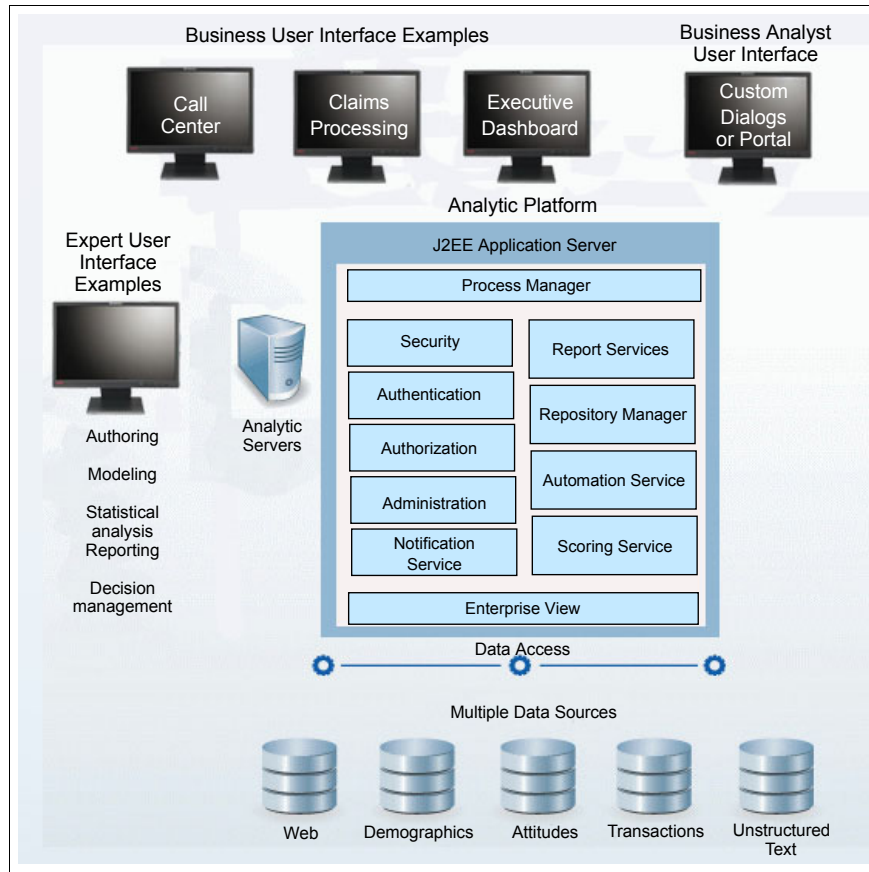 Business User Interface Examples
Business Analyst
User Interface
Call
Center
Claims
Processing
Executive
Dashboard
Custom
Dialogs
or Portal
Analytic Platform
Expert User
Interface
Examples
J2EE Application Server
Process Manager
Security
Authentication
Authorization
Administration
Notification
Service
Report Services
Repository Manager
Automation Service
Scoring Service
Enterprise View
Analytic
Servers
Authoring
Modeling
Statistical
analysis
Reporting
Decision
management
Data Access
Multiple Data Sources
Web
Demographics
Attitudes
Transactions
Unstructured
Text